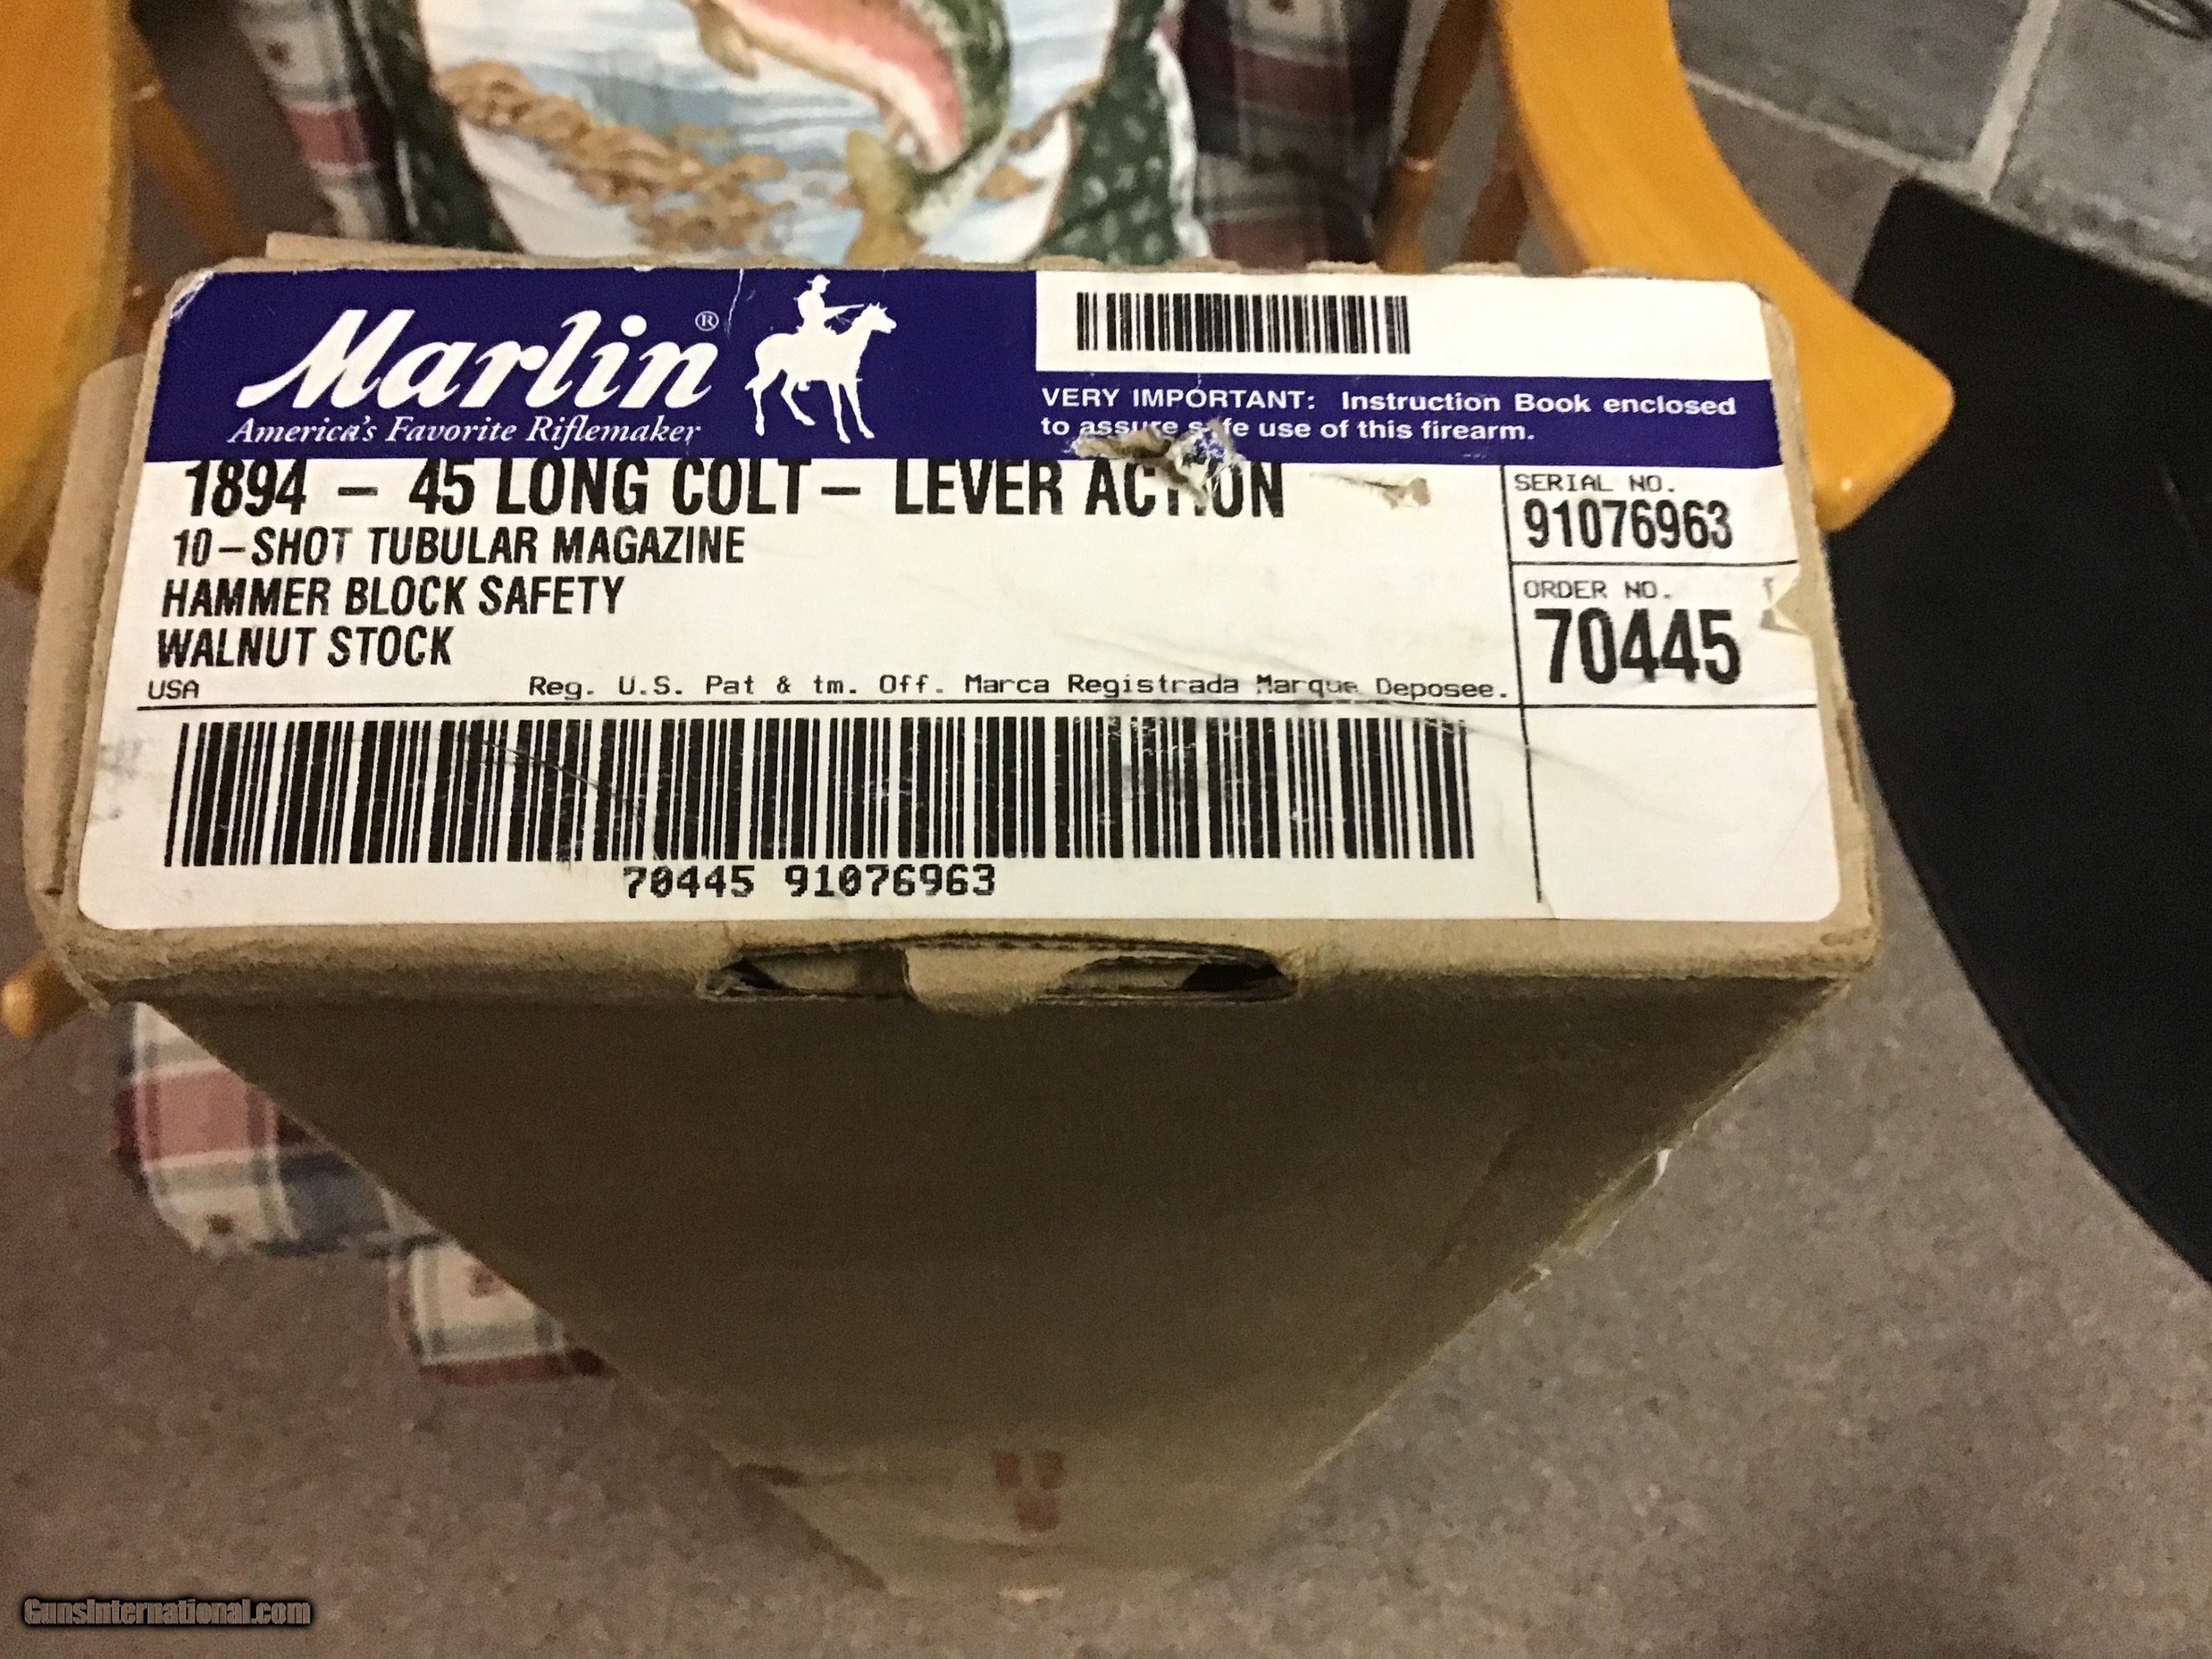 Marlin®
America's Favorite Riflemaker
VERY IMPORTANT: Instruction Book enclosed
to assure safe use of this firearm.
1894 – 45 LONG COLT – LEVER ACTION
10–SHOT TUBULAR MAGAZINE
HAMMER BLOCK SAFETY
WALNUT STOCK
USA Reg. U.S. Pat & tm. Off. Marca Registrada Marque Deposee.
SERIAL NO.
91076963
ORDER NO.
70445
70445 91076963
GunsInternational.com